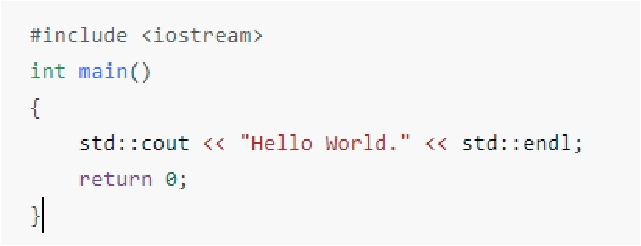 #include <iostream>
int main()
{
    std::cout << "Hello World." << std::endl;
    return 0;
}